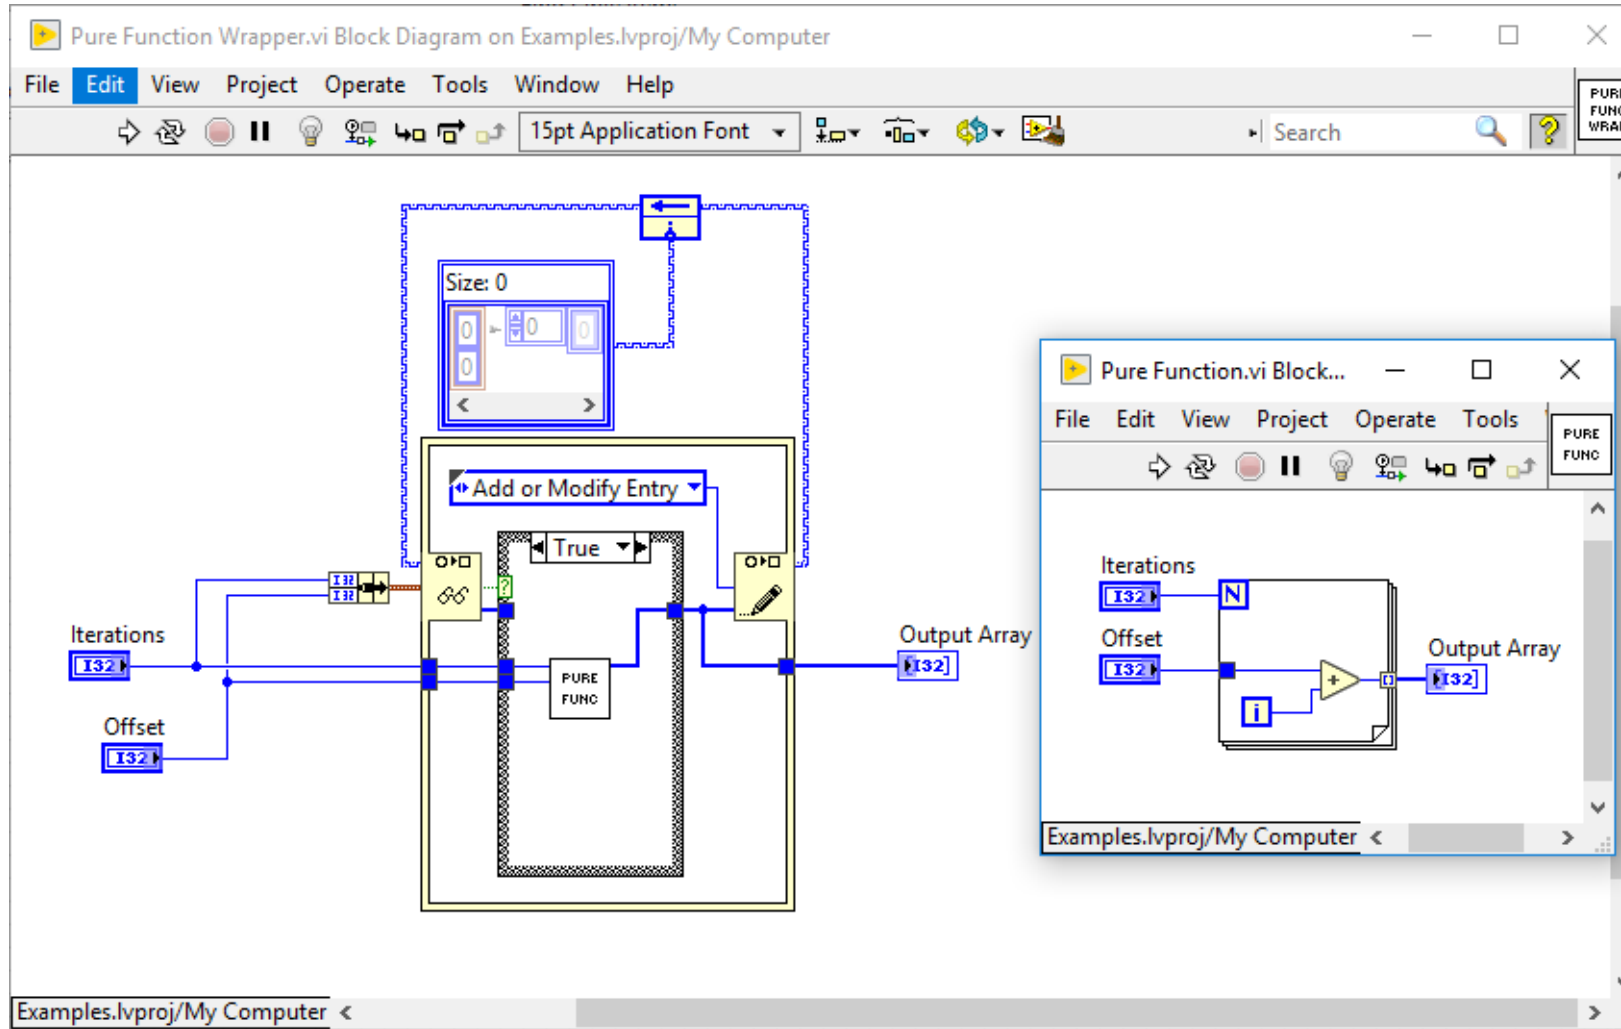 Pure Function Wrapper.vi Block Diagram on Examples.lvproj/My Computer
File Edit View Project Operate Tools Window Help
15pt Application Font
Search
PURE
FUNC
WRAP
Size: 0
0 0 0
0
Add or Modify Entry
True
?
I32
I32
Iterations
I32
Offset
I32
PURE
FUNC
Output Array
[I32]
Examples.lvproj/My Computer
Pure Function.vi Block...
File Edit View Project Operate Tools
PURE
FUNC
Iterations
I32
N
Offset
I32
i
+
Output Array
[I32]
Examples.lvproj/My Computer